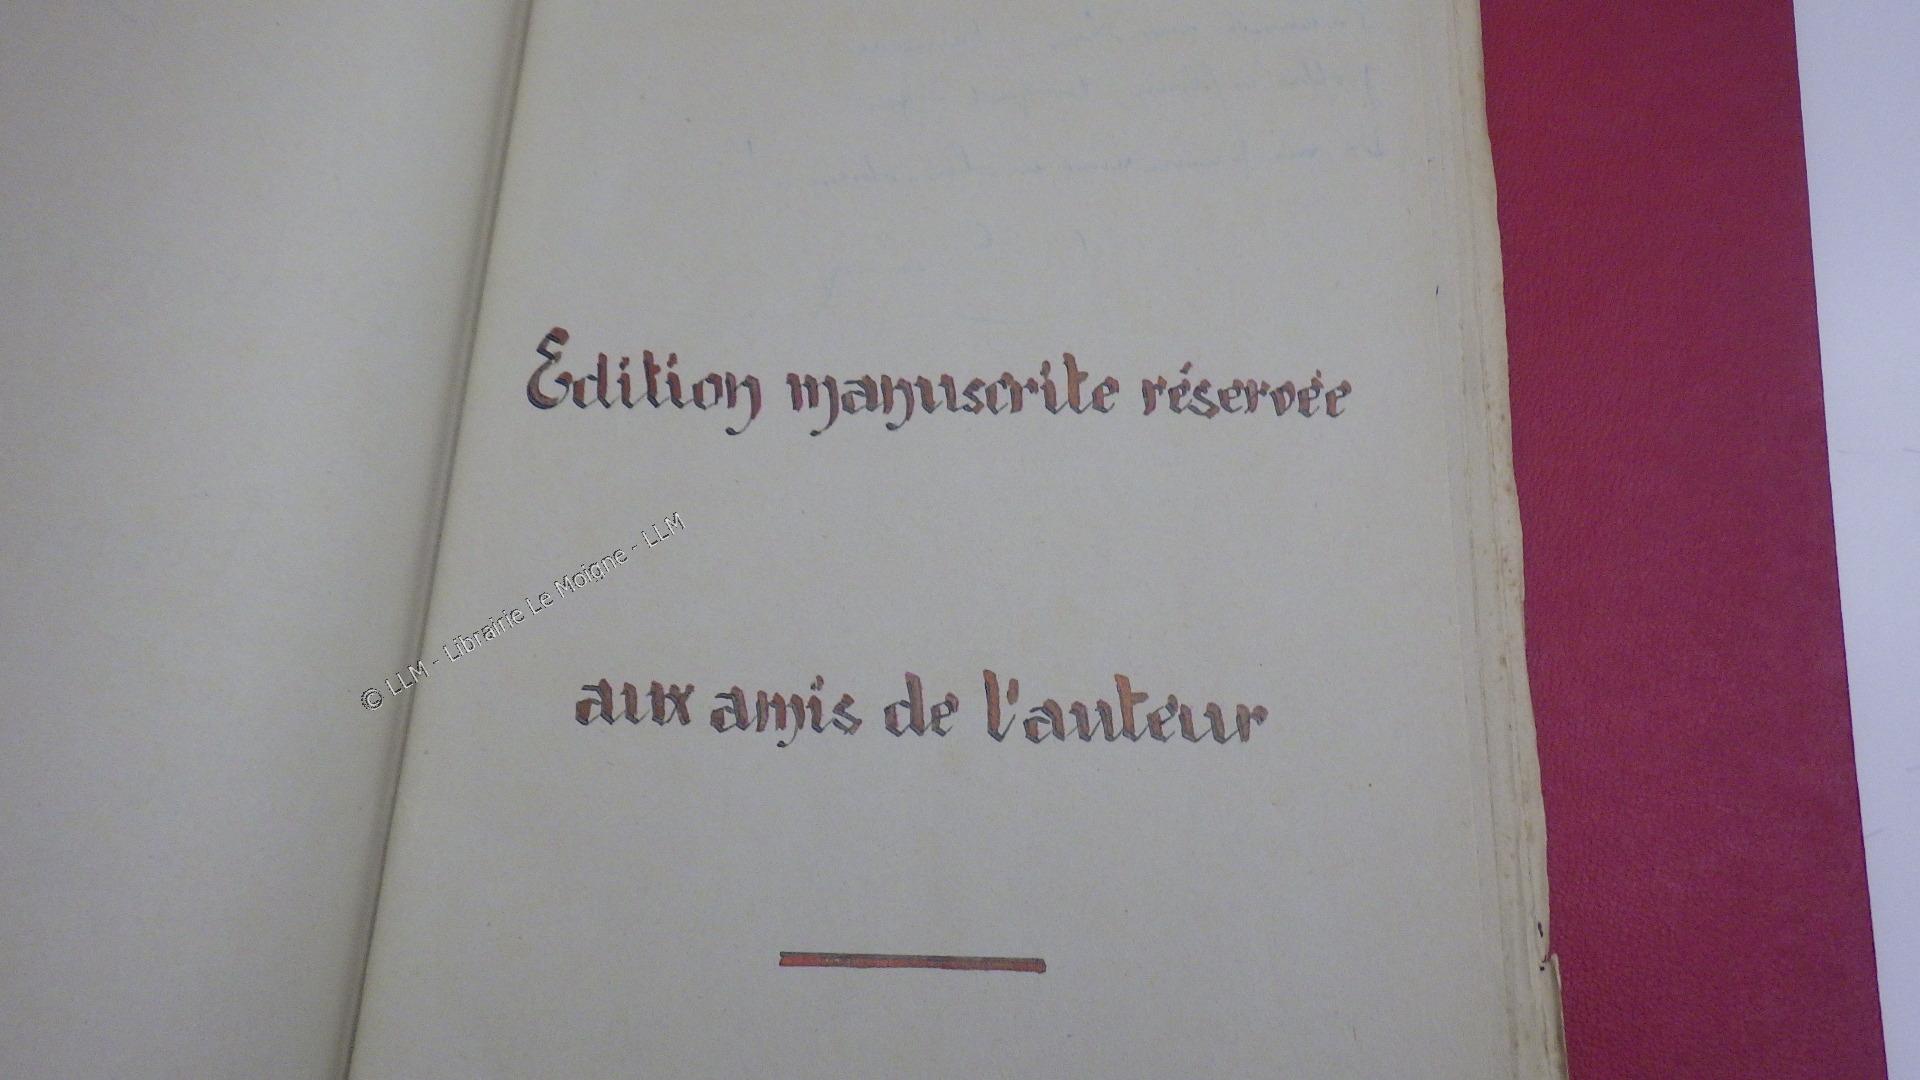 Edition manuscrite réservée
© LLM - Librairie Le Moigne - LLM
aux amis de l'auteur